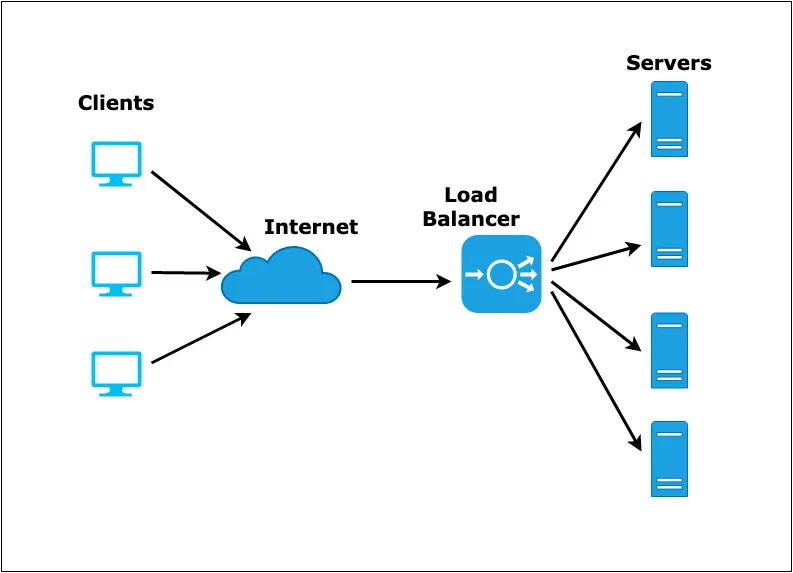 Clients
Internet
Load
Balancer
Servers